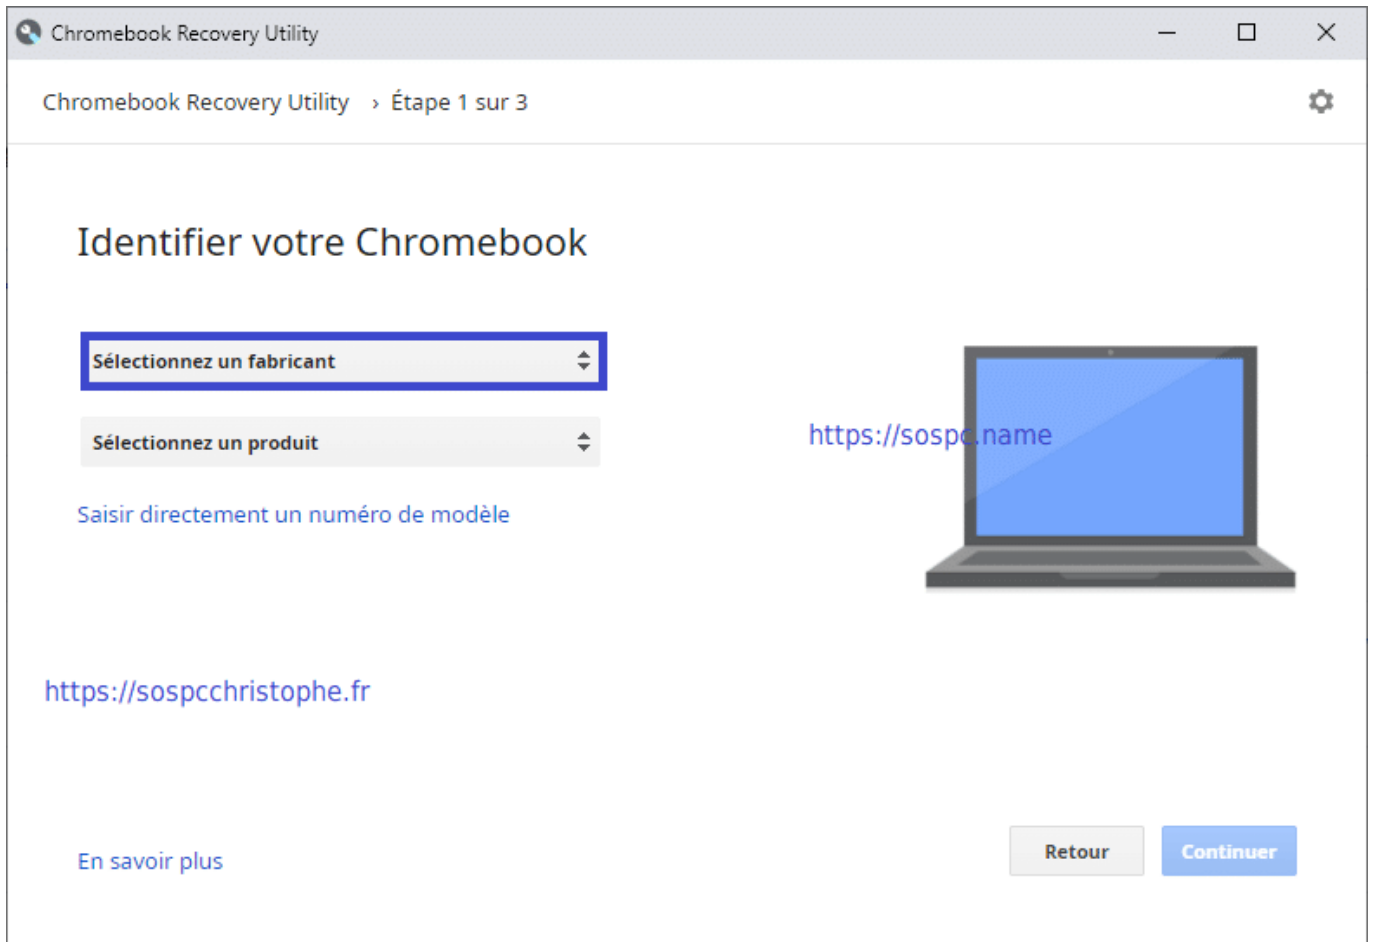 Chromebook Recovery Utility
Chromebook Recovery Utility › Étape 1 sur 3
Identifier votre Chromebook
Sélectionnez un fabricant
https://sospc.name
Sélectionnez un produit
Saisir directement un numéro de modèle
https://sospcchristophe.fr
Retour
Continuer
En savoir plus